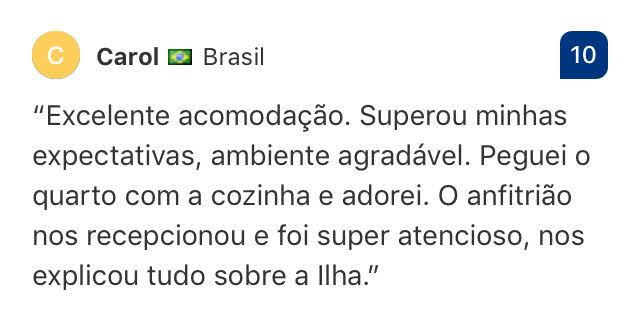 C Carol Brasil 10
“Excelente acomodação. Superou minhas
expectativas, ambiente agradável. Peguei o
quarto com a cozinha e adorei. O anfitrião
nos recepcionou e foi super atencioso, nos
explicou tudo sobre a Ilha.”